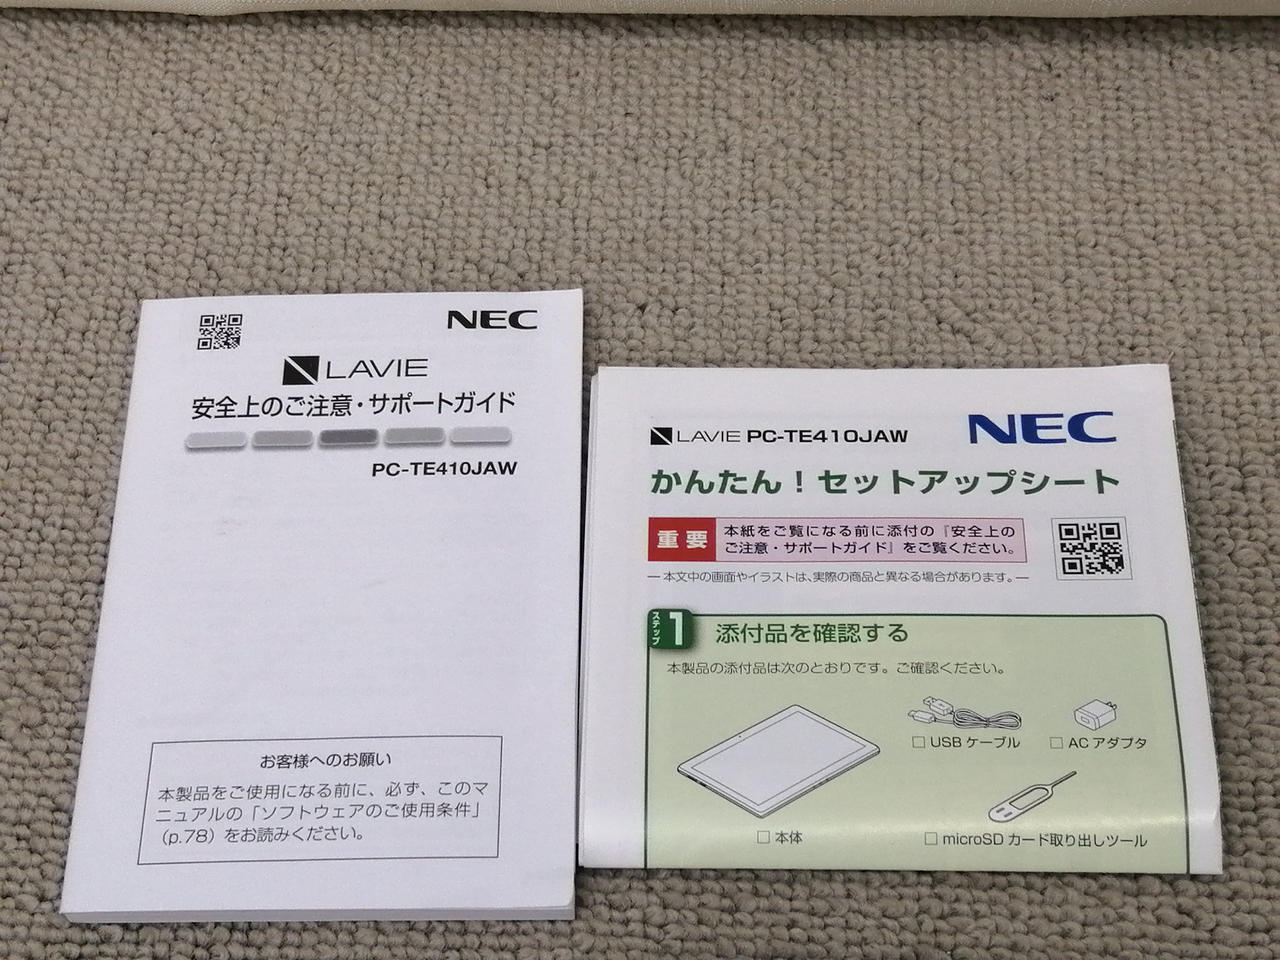 NEC
LAVIE
安全上のご注意・サポートガイド
PC-TE410JAW
お客様へのお願い
本製品をご使用になる前に、必ず、このマ
ニュアルの「ソフトウェアのご使用条件」
（p.78）をお読みください。
LAVIE PC-TE410JAW
NEC
かんたん！セットアップシート
重要
本紙をご覧になる前に添付の『安全上の
ご注意・サポートガイド』をご覧ください。
本文中の画面やイラストは、実際の商品と異なる場合があります。
ステップ1
添付品を確認する
本製品の添付品は次のとおりです。ご確認ください。
□ USB ケーブル
□ AC アダプタ
□ 本体
□ microSD カード取り出しツール